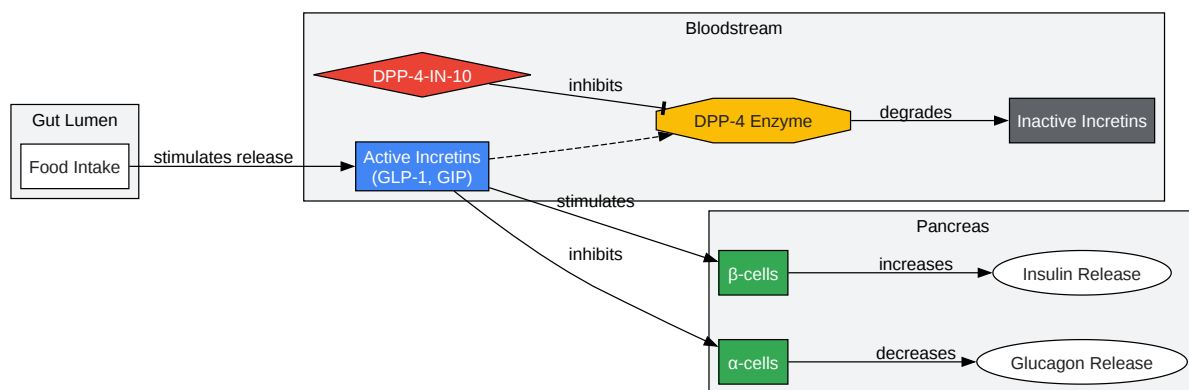 Bloodstream
DPP-4-IN-10
inhibits
DPP-4 Enzyme
degrades
Inactive Incretins
Gut Lumen
Food Intake
stimulates release
Active Incretins
(GLP-1, GIP)
stimulates
inhibits
Pancreas
β-cells
increases
Insulin Release
α-cells
decreases
Glucagon Release